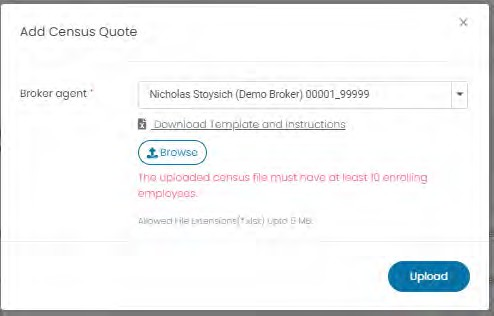 Add Census Quote
×
Broker agent *
Nicholas Stoysich (Demo Broker) 00001_99999
Download Template and Instructions
Browse
The uploaded census file must have at least 10 enrolling
employees.
Allowed File Extensions(*.xlsx) Upto 5 MB.
Upload